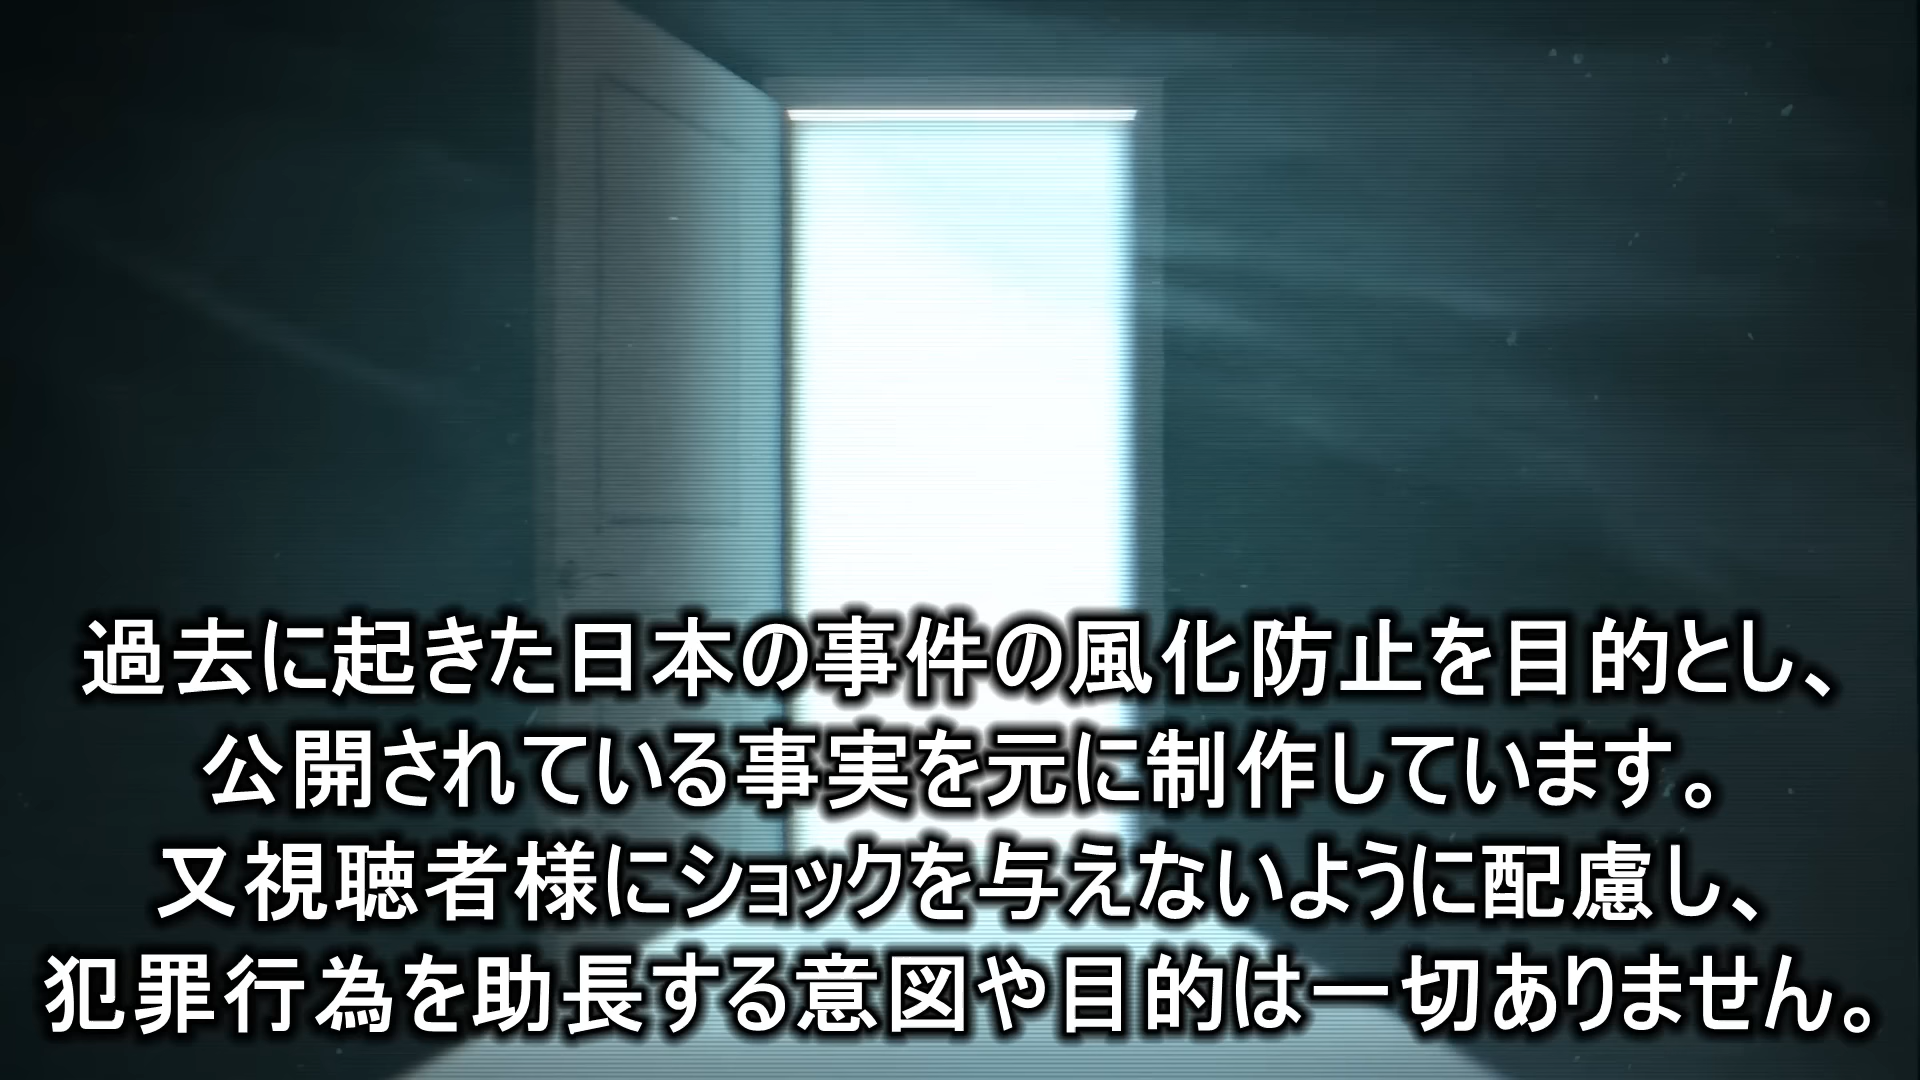 過去に起きた日本の事件の風化防止を目的とし、
公開されている事実を元に制作しています。
又視聴者様にショックを与えないように配慮し、
犯罪行為を助長する意図や目的は一切ありません。